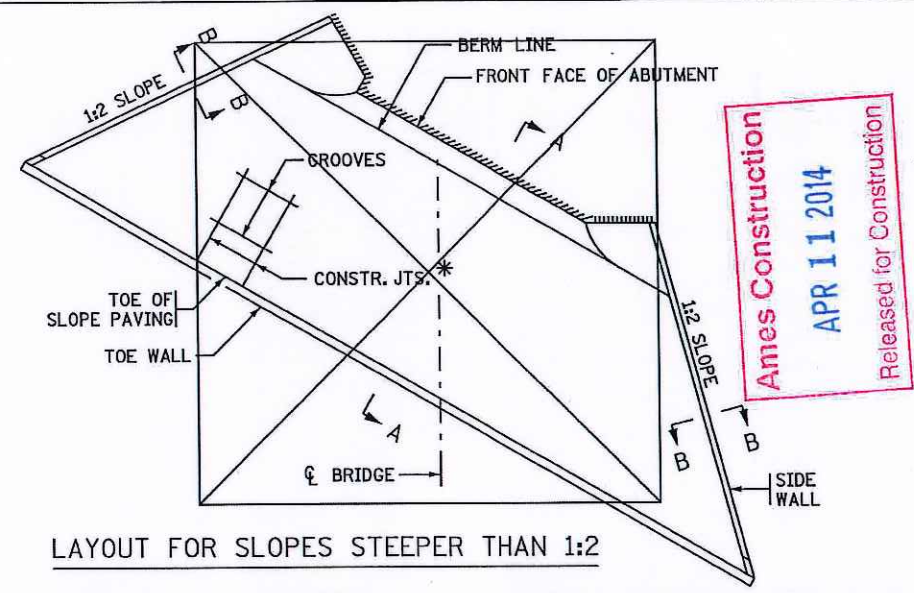 B
BERM LINE
FRONT FACE OF ABUTMENT
1:2 SLOPE
B
A
GROOVES
CONSTR. JTS.
*
TOE OF
SLOPE PAVING
TOE WALL
1:2 SLOPE
A
B
B
℄ BRIDGE
SIDE
WALL
LAYOUT FOR SLOPES STEEPER THAN 1:2
Ames Construction
APR 11 2014
Released for Construction